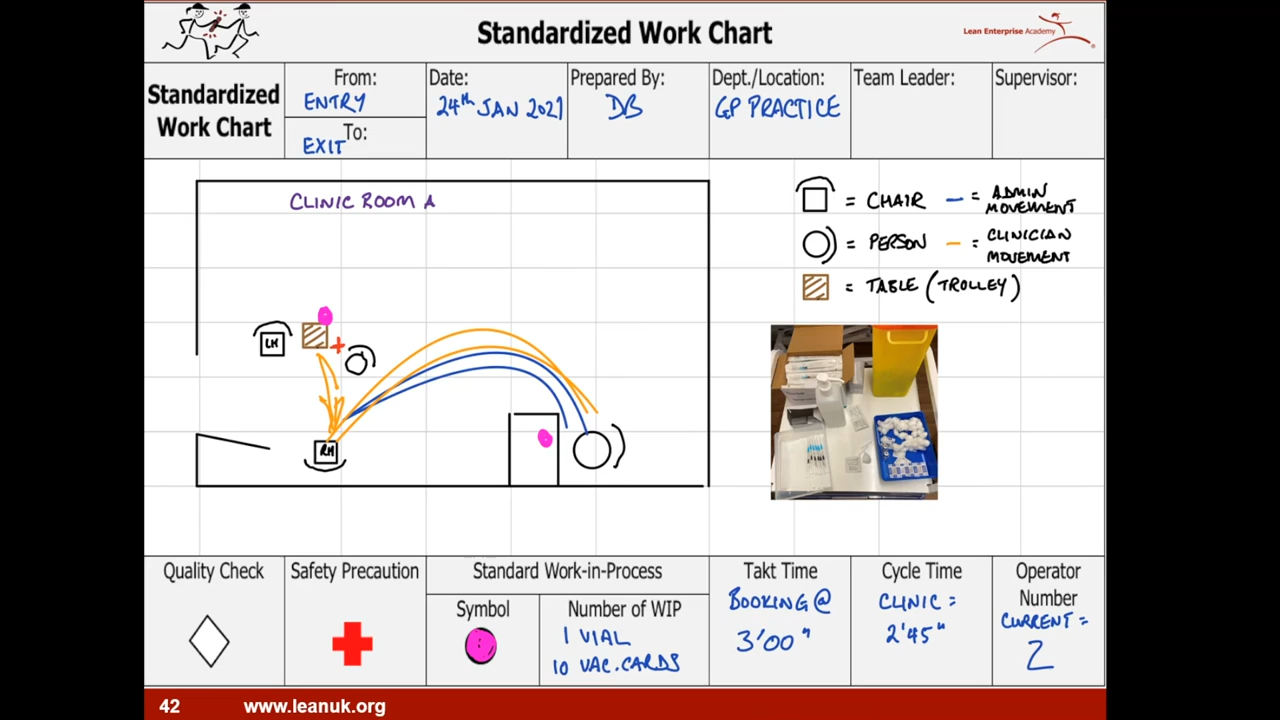 Standardized Work Chart
Lean Enterprise Academy
Standardized
Work Chart
From:
ENTRY
To:
EXIT
Date:
24th JAN 2021
Prepared By:
DB
Dept./Location:
GP PRACTICE
Team Leader:
Supervisor:
CLINIC ROOM A
LH
RH
= CHAIR
= ADMIN
MOVEMENT
= PERSON
= CLINICIAN
MOVEMENT
= TABLE (TROLLEY)
Quality Check
Safety Precaution
Standard Work-in-Process
Symbol
Number of WIP
1 VIAL
10 VAC.CARDS
Takt Time
BOOKING @
3'00"
Cycle Time
CLINIC =
2'45"
Operator
Number
CURRENT =
2
42
www.leanuk.org